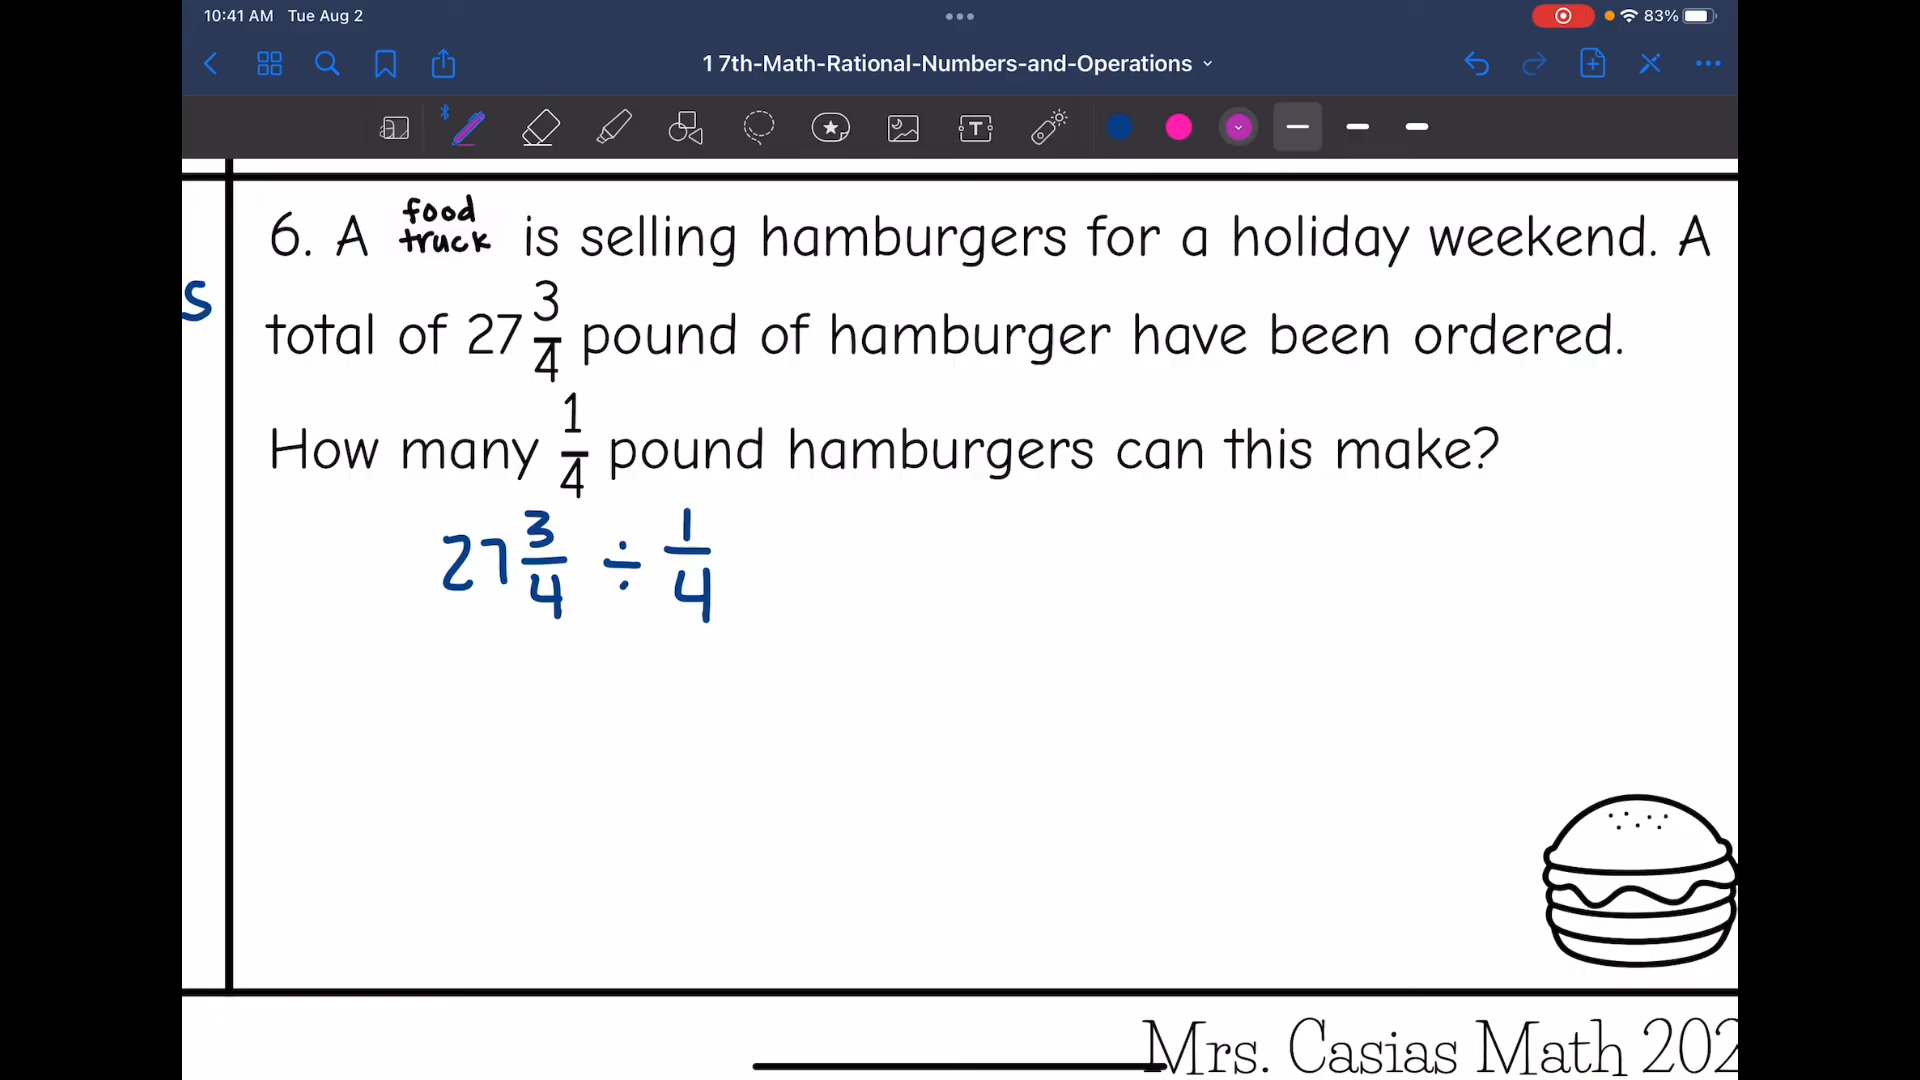 10:41 AM Tue Aug 2
83%
1 7th-Math-Rational-Numbers-and-Operations
T
s
6. A food truck is selling hamburgers for a holiday weekend. A
total of 27 3/4 pound of hamburger have been ordered.
How many 1/4 pound hamburgers can this make?
27 3/4 ÷ 1/4
Mrs. Casias Math 202